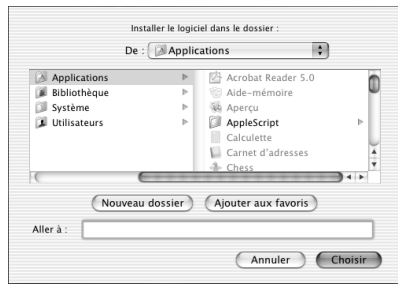 Installer le logiciel dans le dossier :
De : Applications
Applications
Bibliothèque
Système
Utilisateurs
Acrobat Reader 5.0
Aide-mémoire
Aperçu
AppleScript
Calculette
Carnet d'adresses
Chess
Nouveau dossier Ajouter aux favoris
Aller à :
Annuler Choisir